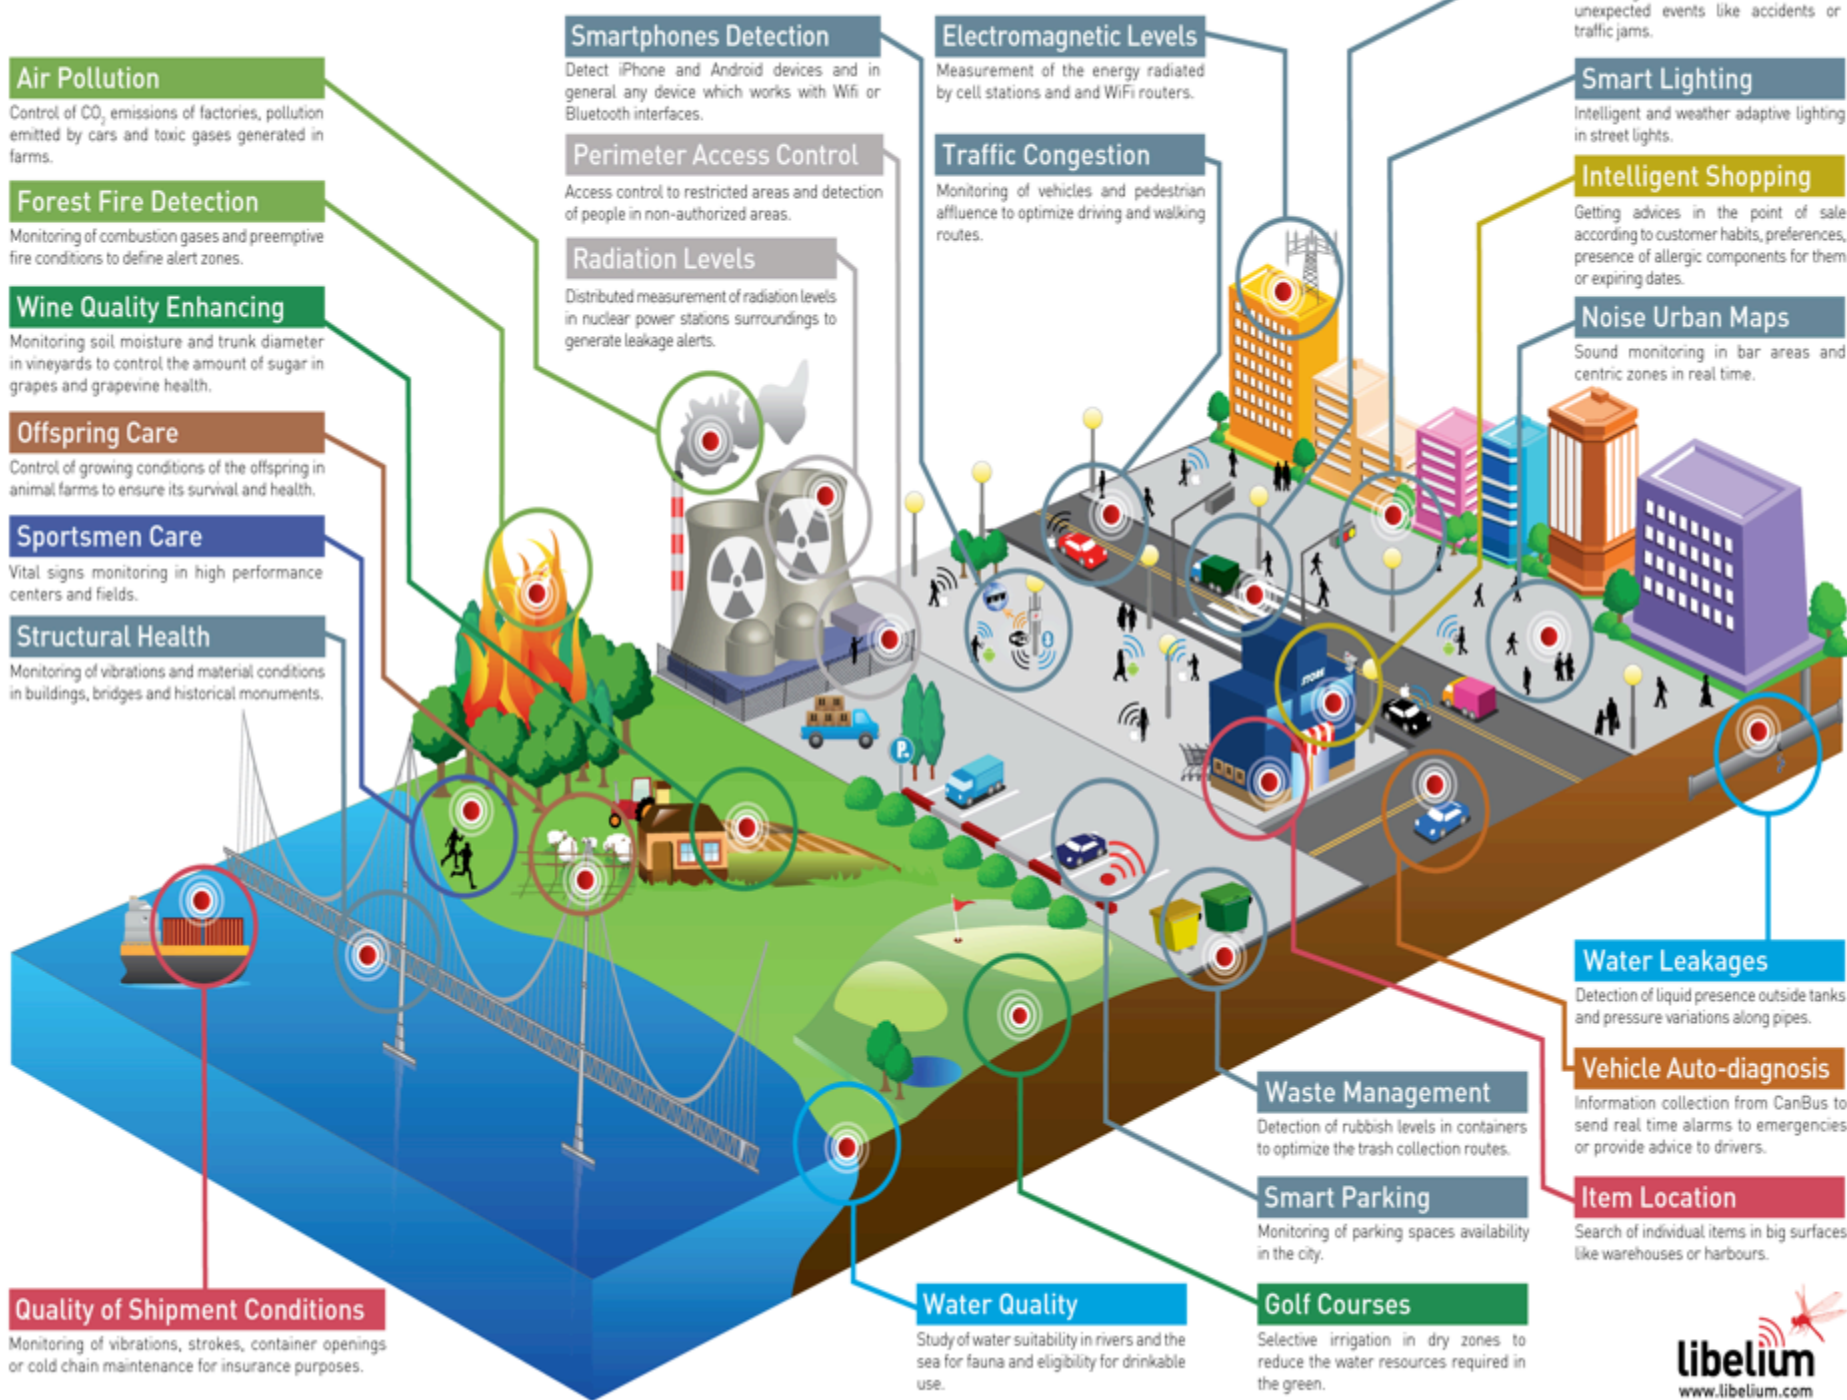 Air Pollution
Control of CO₂ emissions of factories, pollution
emitted by cars and toxic gases generated in
farms.
Forest Fire Detection
Monitoring of combustion gases and preemptive
fire conditions to define alert zones.
Wine Quality Enhancing
Monitoring soil moisture and trunk diameter
in vineyards to control the amount of sugar in
grapes and grapevine health.
Offspring Care
Control of growing conditions of the offspring in
animal farms to ensure its survival and health.
Sportsmen Care
Vital signs monitoring in high performance
centers and fields.
Structural Health
Monitoring of vibrations and material conditions
in buildings, bridges and historical monuments.
Quality of Shipment Conditions
Monitoring of vibrations, strokes, container openings
or cold chain maintenance for insurance purposes.
Smartphones Detection
Detect iPhone and Android devices and in
general any device which works with Wifi or
Bluetooth interfaces.
Perimeter Access Control
Access control to restricted areas and detection
of people in non-authorized areas.
Radiation Levels
Distributed measurement of radiation levels
in nuclear power stations surroundings to
generate leakage alerts.
Electromagnetic Levels
Measurement of the energy radiated
by cell stations and and WiFi routers.
Traffic Congestion
Monitoring of vehicles and pedestrian
affluence to optimize driving and walking
routes.
unexpected events like accidents or
traffic jams.
Smart Lighting
Intelligent and weather adaptive lighting
in street lights.
Intelligent Shopping
Getting advices in the point of sale
according to customer habits, preferences,
presence of allergic components for them
or expiring dates.
Noise Urban Maps
Sound monitoring in bar areas and
centric zones in real time.
STORE
P.
Water Leakages
Detection of liquid presence outside tanks
and pressure variations along pipes.
Vehicle Auto-diagnosis
Information collection from CanBus to
send real time alarms to emergencies
or provide advice to drivers.
Item Location
Search of individual items in big surfaces
like warehouses or harbours.
Waste Management
Detection of rubbish levels in containers
to optimize the trash collection routes.
Smart Parking
Monitoring of parking spaces availability
in the city.
Golf Courses
Selective irrigation in dry zones to
reduce the water resources required in
the green.
Water Quality
Study of water suitability in rivers and the
sea for fauna and eligibility for drinkable
use.
libelium
www.libelium.com